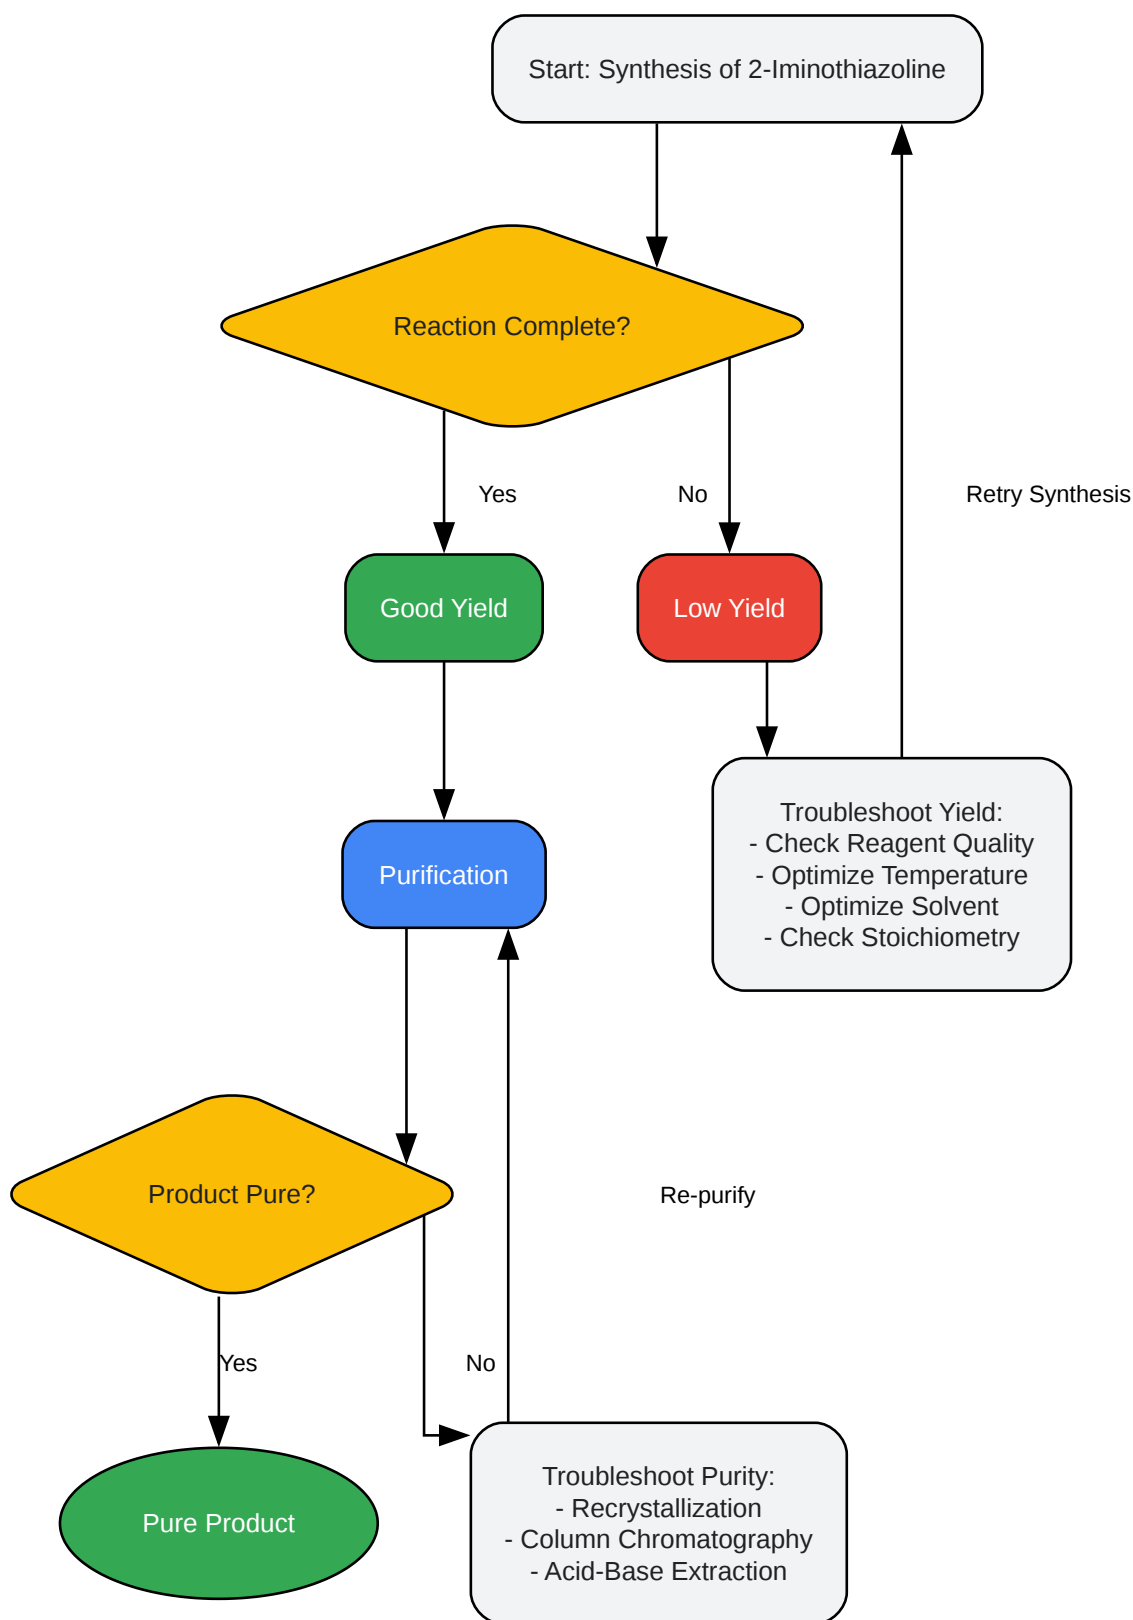 Start: Synthesis of 2-Iminothiazoline
Reaction Complete?
Yes
No
Retry Synthesis
Good Yield
Low Yield
Troubleshoot Yield:
- Check Reagent Quality
- Optimize Temperature
- Optimize Solvent
- Check Stoichiometry
Purification
Product Pure?
Re-purify
Yes
No
Pure Product
Troubleshoot Purity:
- Recrystallization
- Column Chromatography
- Acid-Base Extraction